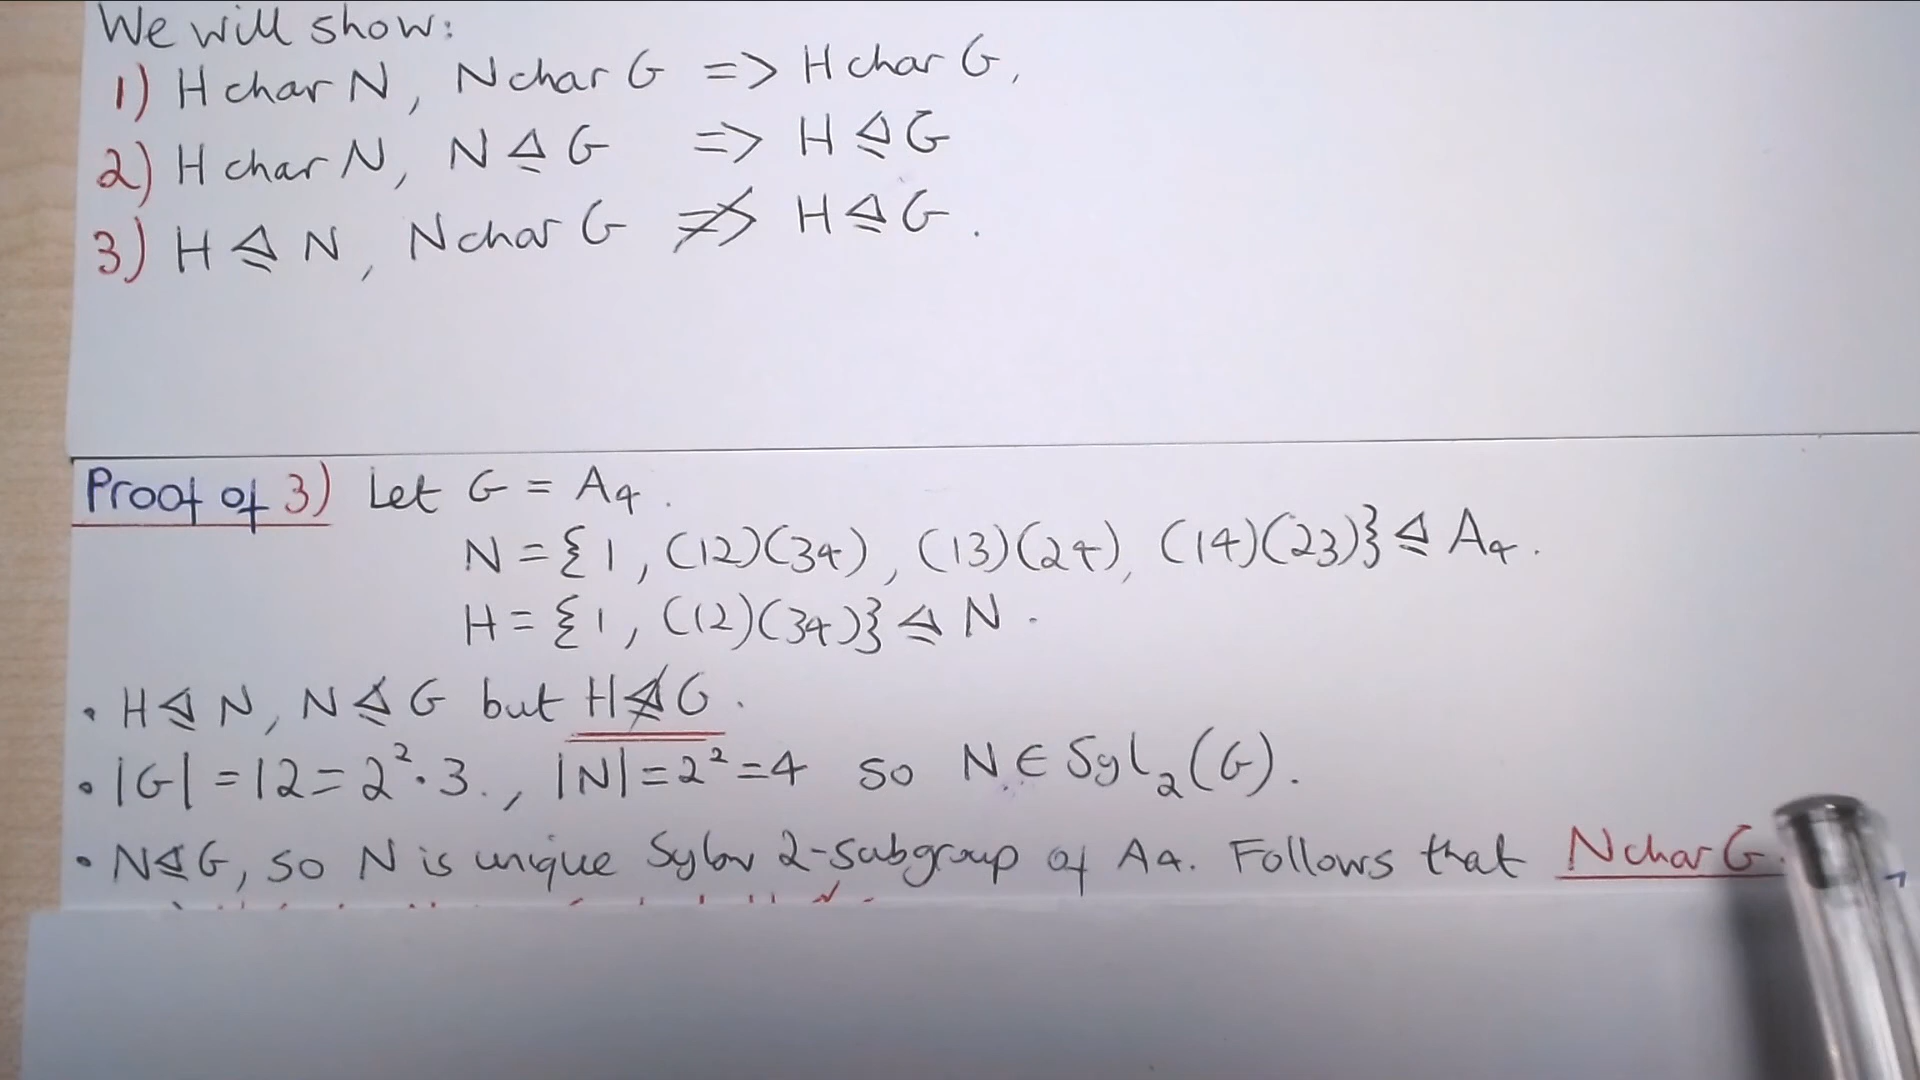 We will show:
1) H char N, N char G => H char G,
2) H char N, N ⊴ G => H ⊴ G
3) H ⊴ N, N char G ≠> H ⊴ G.
Proof of 3) Let G = A₄.
N = {1, (12)(34), (13)(24), (14)(23)} ⊴ A₄.
H = {1, (12)(34)} ⊴ N.
• H ⊴ N, N ⊴ G but H ⋬ G.
• |G| = 12 = 2²·3., |N| = 2² = 4 so N ∈ Syl₂(G).
• N ⊴ G, so N is unique Sylow 2-subgroup of A₄. Follows that N char G.